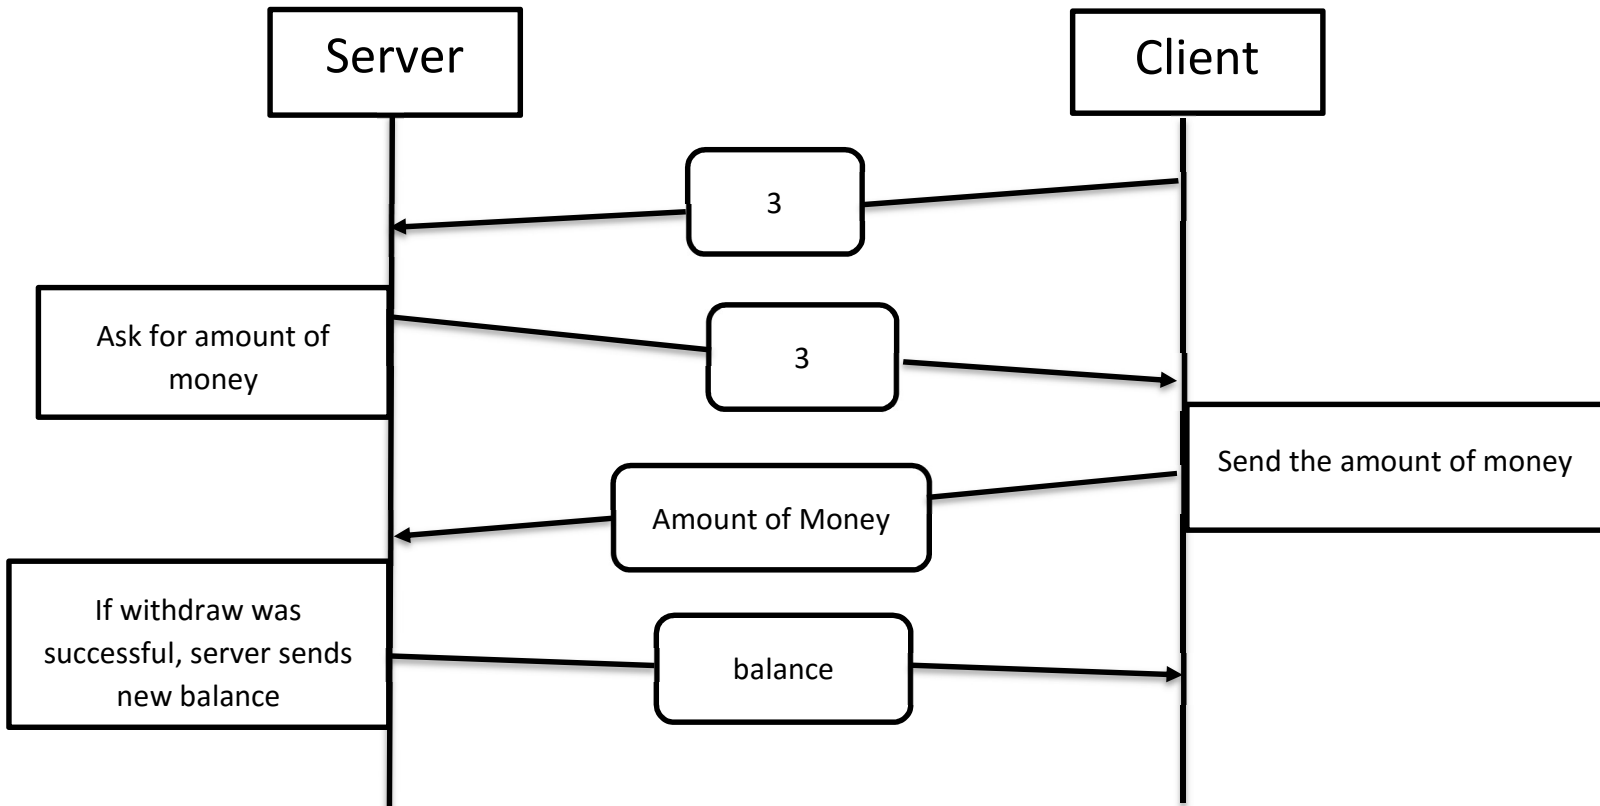 Server
Client
3
Ask for amount of
money
3
Send the amount of money
Amount of Money
If withdraw was
successful, server sends
new balance
balance